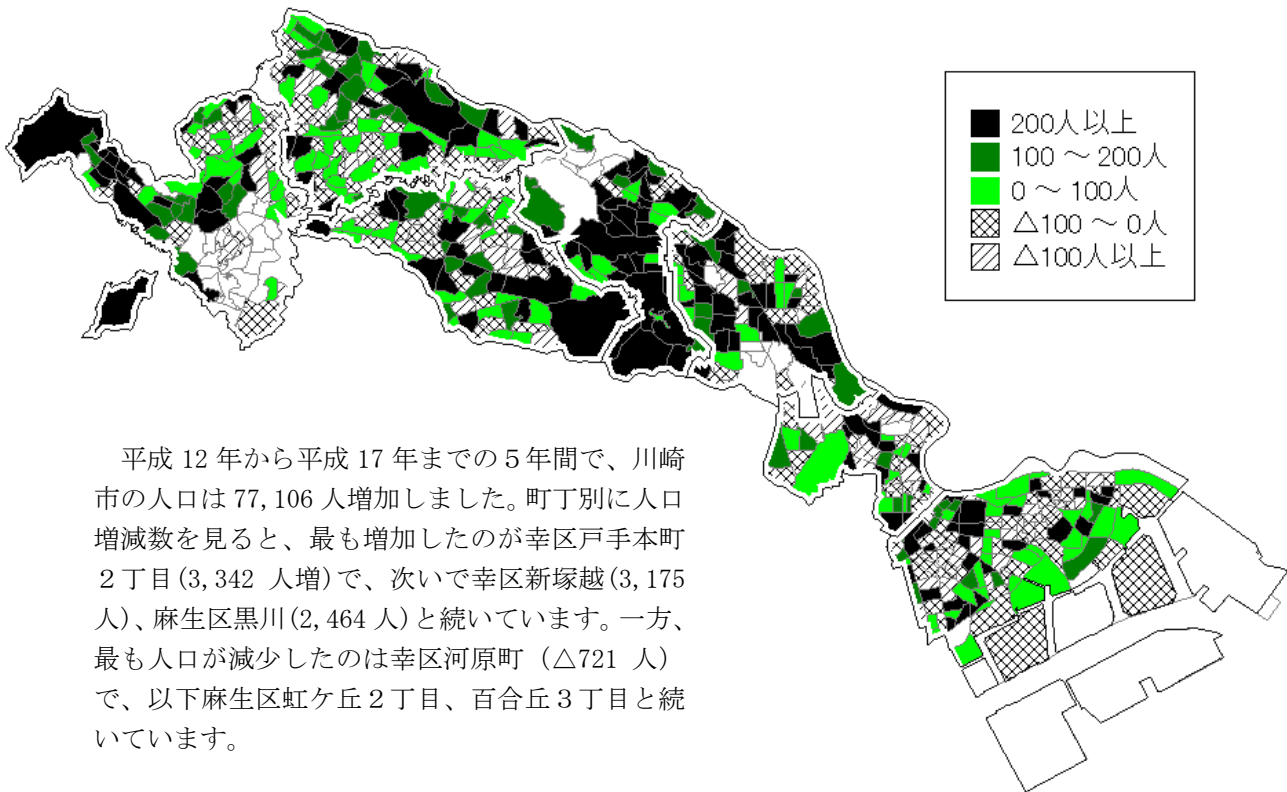 200人以上
100 ～ 200人
0 ～ 100人
△100 ～ 0人
△100人以上
平成 12 年から平成 17 年までの５年間で、川崎
市の人口は 77,106 人増加しました。町丁別に人口
増減数を見ると、最も増加したのが幸区戸手本町
２丁目(3,342 人増)で、次いで幸区新塚越(3,175
人)、麻生区黒川(2,464 人)と続いています。一方、
最も人口が減少したのは幸区河原町（△721 人）
で、以下麻生区虹ケ丘２丁目、百合丘３丁目と続
いています。